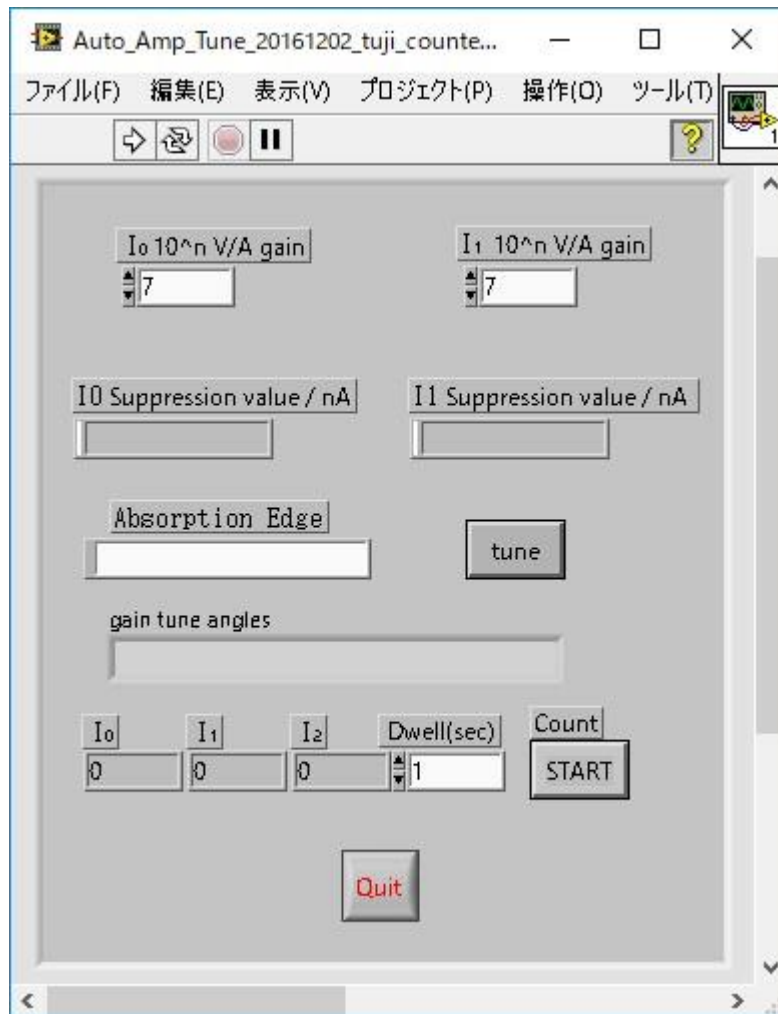 Auto_Amp_Tune_20161202_tuji_counte...
ファイル(F) 編集(E) 表示(V) プロジェクト(P) 操作(O) ツール(T)
1
I₀ 10^n V/A gain
I₁ 10^n V/A gain
7
7
I0 Suppression value / nA
I1 Suppression value / nA
Absorption Edge
tune
gain tune angles
I₀ I₁ I₂ Dwell(sec) Count
0 0 0 1 START
Quit